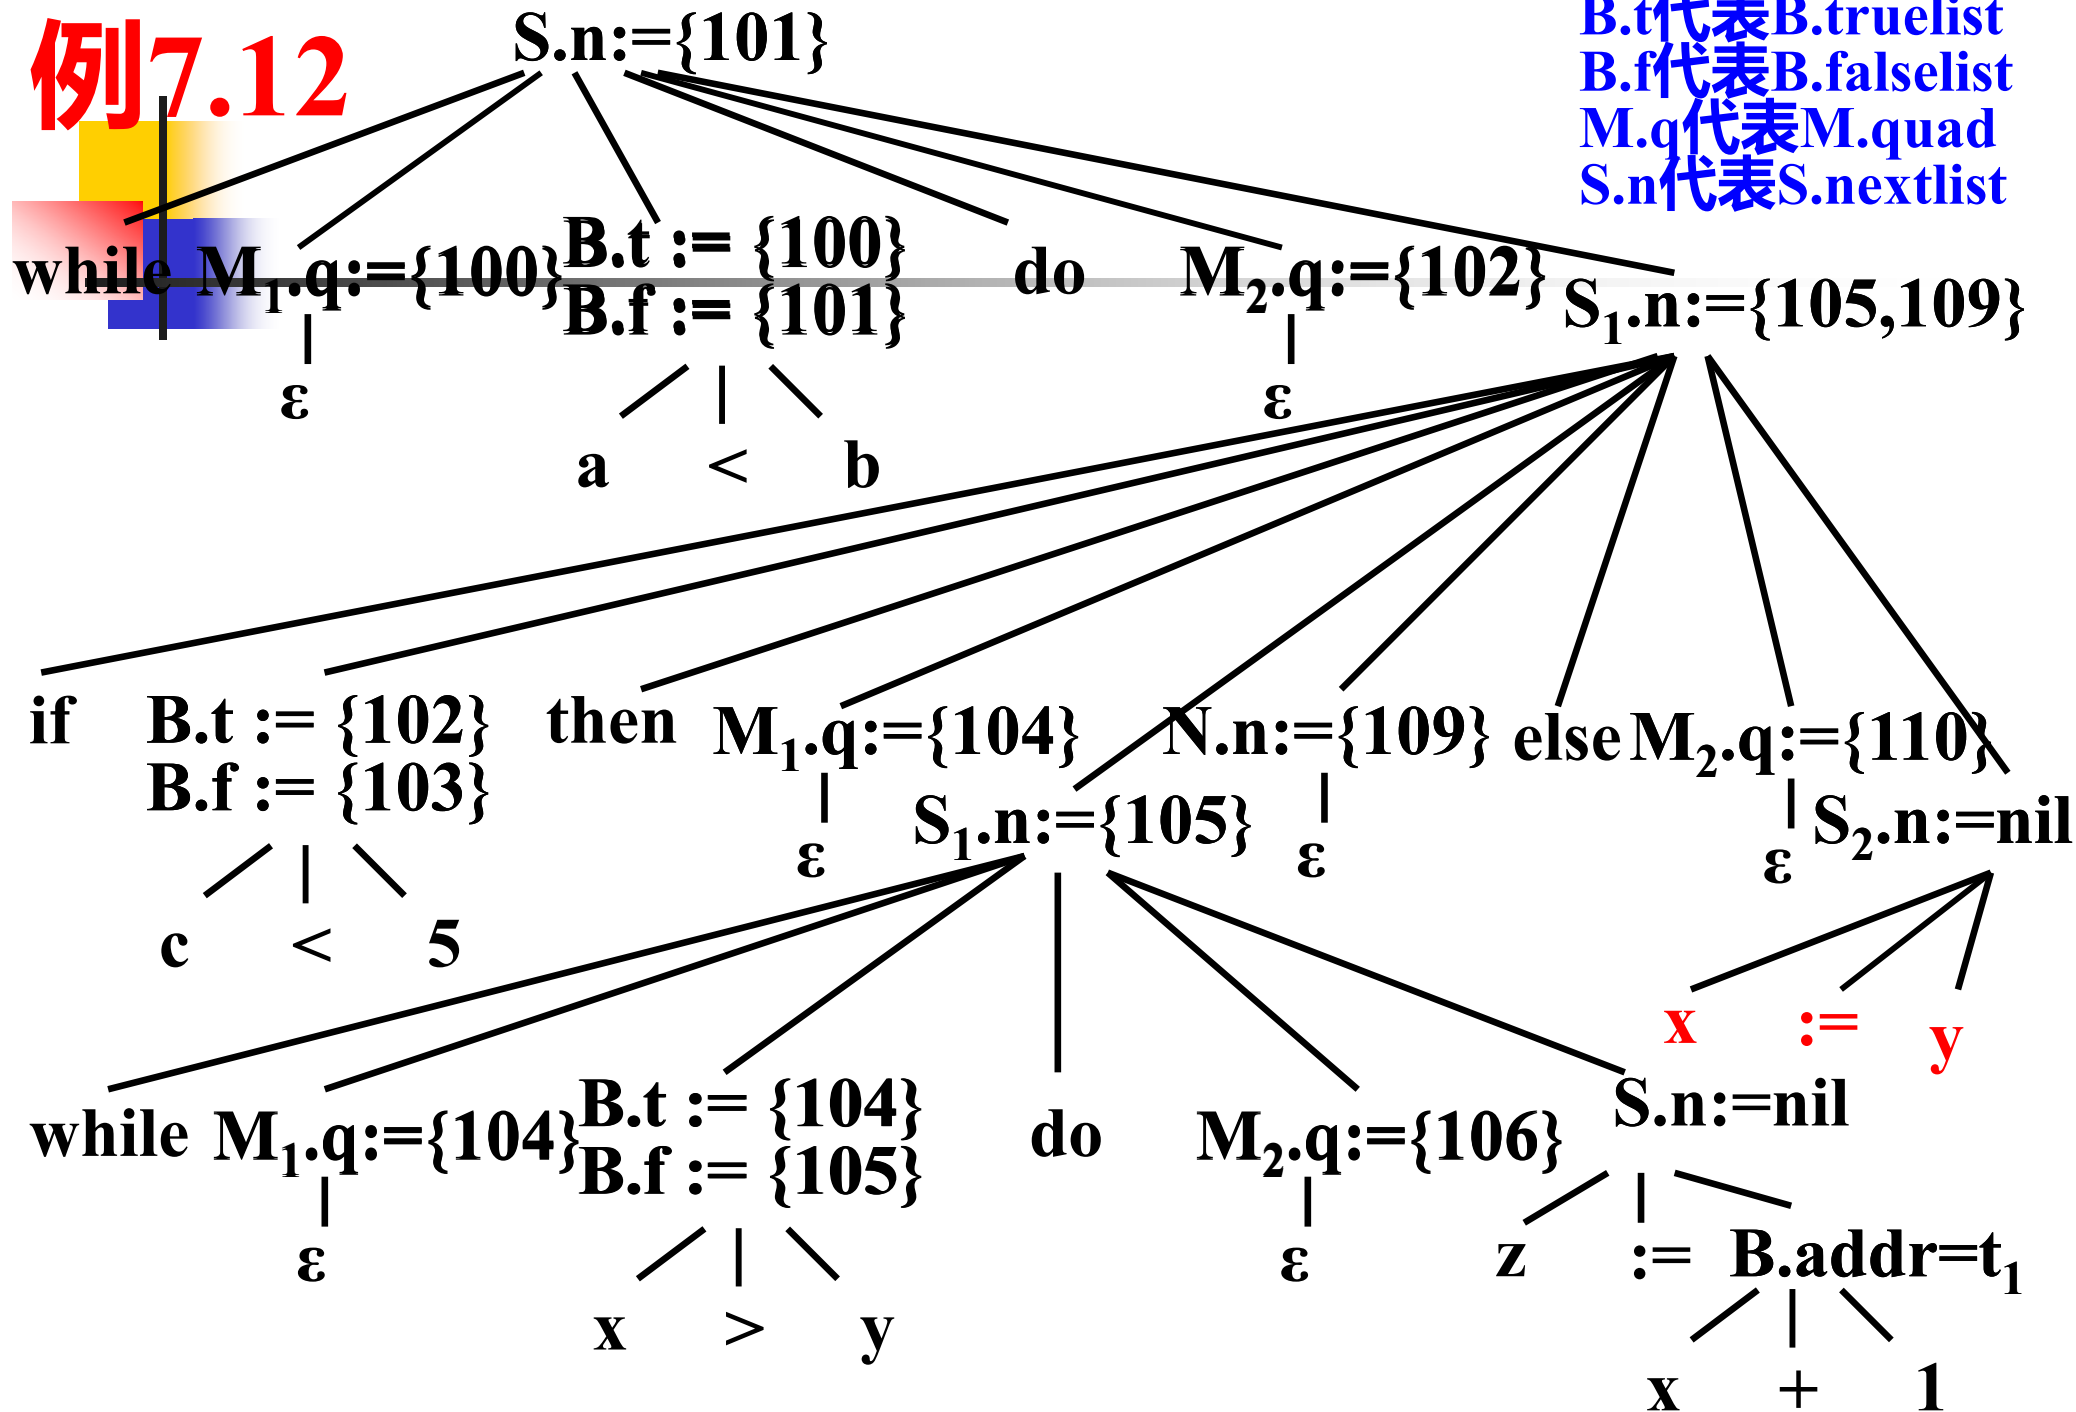 例7.12
S.n:={101}
B.t代表B.truelist
B.f代表B.falselist
M.q代表M.quad
S.n代表S.nextlist
while M₁.q:={100} B.t := {100} do M₂.q:={102} S₁.n:={105,109}
B.f := {101}
ε ε
a < b
if B.t := {102} then M₁.q:={104} N.n:={109} else M₂.q:={110}
B.f := {103} S₁.n:={105} S₂.n:=nil
ε ε ε
c < 5
x := y
while M₁.q:={104} B.t := {104} do M₂.q:={106} S.n:=nil
B.f := {105}
ε ε z := B.addr=t₁
x > y
x + 1